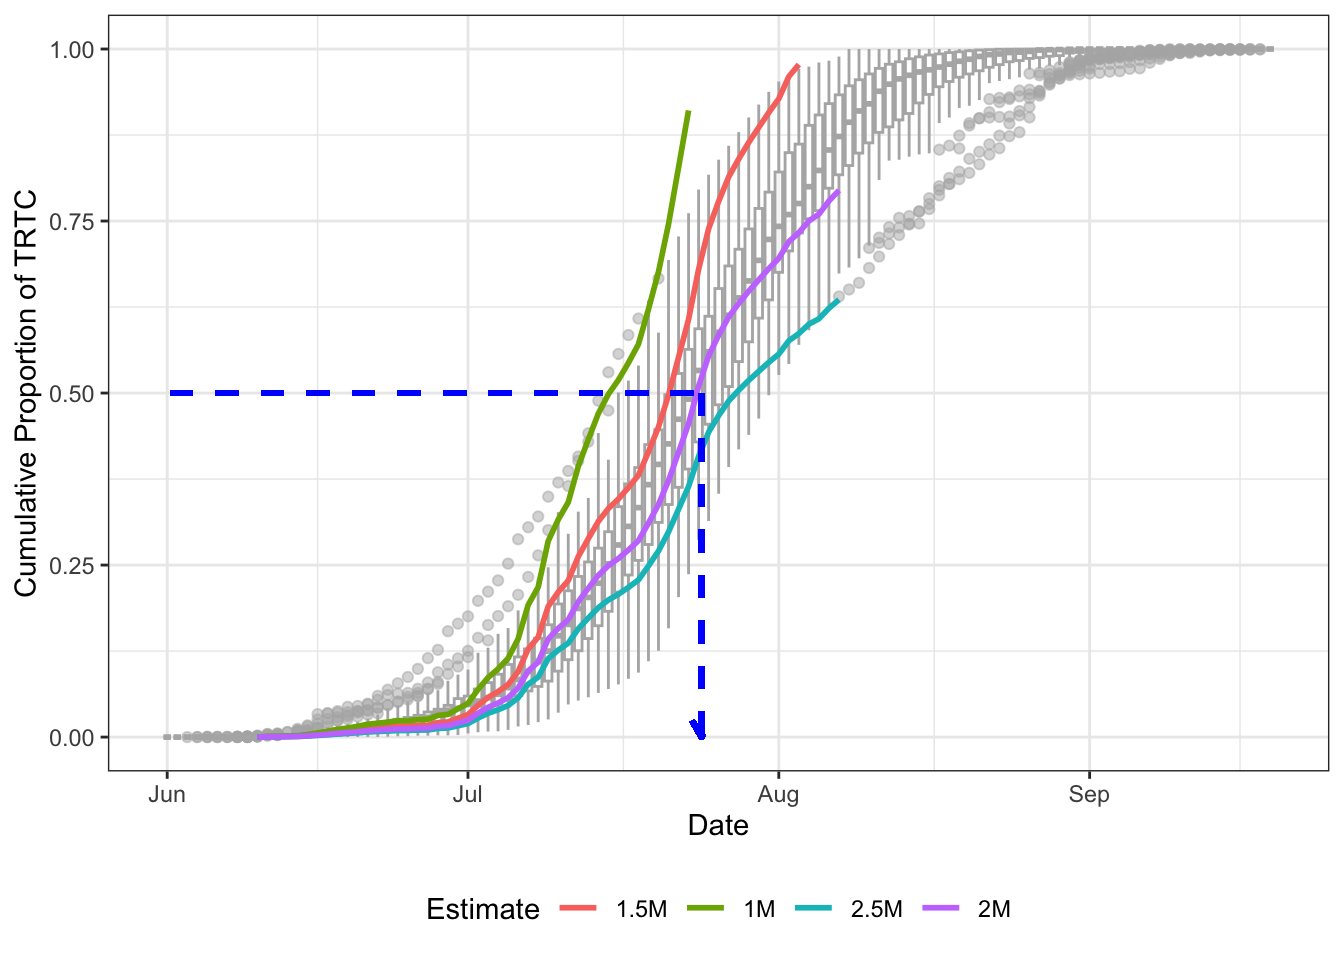 1.00
0.75
0.50
0.25
0.00
Cumulative Proportion of TRTC
Jun Jul Aug Sep
Date
Estimate 1.5M 1M 2.5M 2M